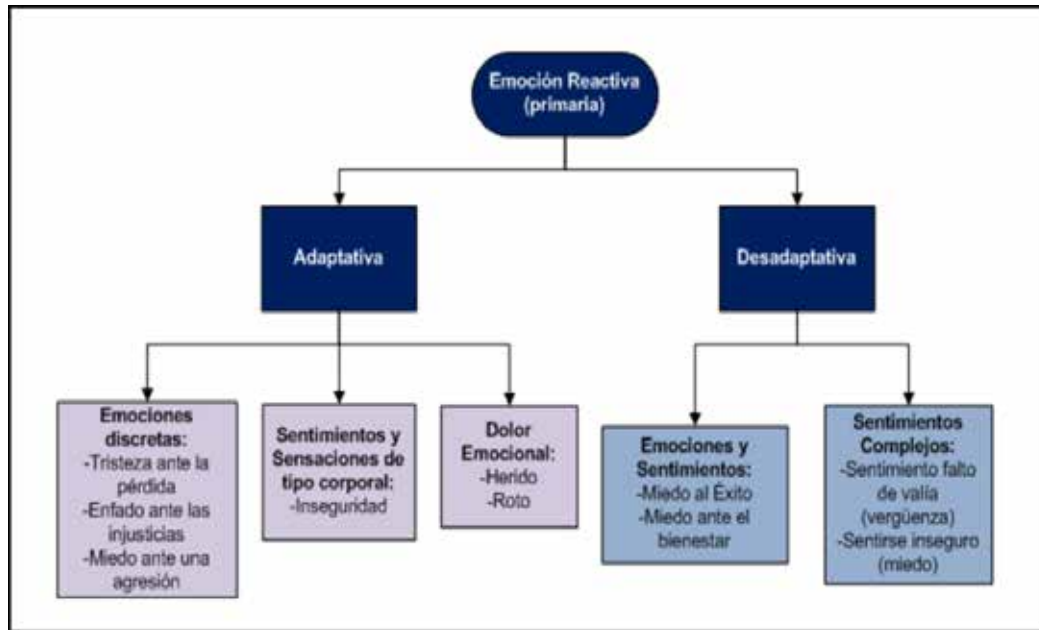 Emoción Reactiva
(primaria)
Adaptativa
Desadaptativa
Emociones
discretas:
-Tristeza ante la
pérdida
-Enfado ante las
injusticias
-Miedo ante una
agresión
Sentimientos y
Sensaciones de
tipo corporal:
-Inseguridad
Dolor
Emocional:
-Herido
-Roto
Emociones y
Sentimientos:
-Miedo al Éxito
-Miedo ante el
bienestar
Sentimientos
Complejos:
-Sentimiento falto
de valía
(vergüenza)
-Sentirse inseguro
(miedo)